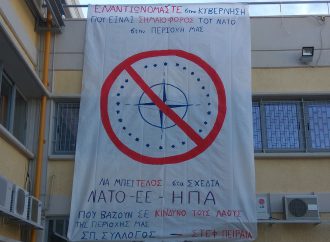 ΕΝΑΝΤΙΩΝΟΜΑΣΤΕ στην ΚΥΒΕΡΝΗΣΗ
ΠΟΥ ΕΙΝΑΙ ΣΗΜΑΙΟΦΟΡΟΣ ΤΟΥ ΝΑΤΟ
στην ΠΕΡΙΟΧΗ ΜΑΣ
ΝΑ ΜΠΕΙ ΤΕΛΟΣ στα ΣΧΕΔΙΑ
ΝΑΤΟ-ΕΕ-ΗΠΑ
ΠΟΥ ΒΑΖΟΥΝ ΣΕ ΚΙΝΔΥΝΟ ΤΟΥΣ ΛΑΟΥΣ
ΤΗΣ ΠΕΡΙΟΧΗΣ ΜΑΣ
ΣΠ. ΣΥΛΛΟΓΟΣ — ΣΤΕΦ ΠΕΙΡΑΙΑ